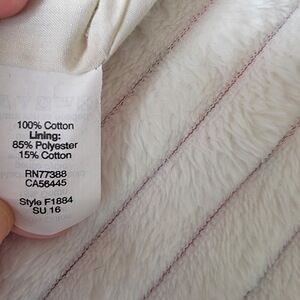 100% Cotton
Lining:
85% Polyester
15% Cotton
RN77388
CA56445
Style F1884
SU 16